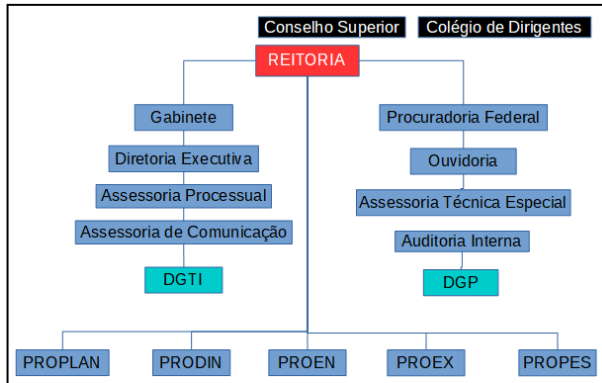 Conselho Superior
Colégio de Dirigentes
REITORIA
Gabinete
Procuradoria Federal
Diretoria Executiva
Ouvidoria
Assessoria Processual
Assessoria Técnica Especial
Assessoria de Comunicação
Auditoria Interna
DGTI
DGP
PROPLAN
PRODIN
PROEN
PROEX
PROPES